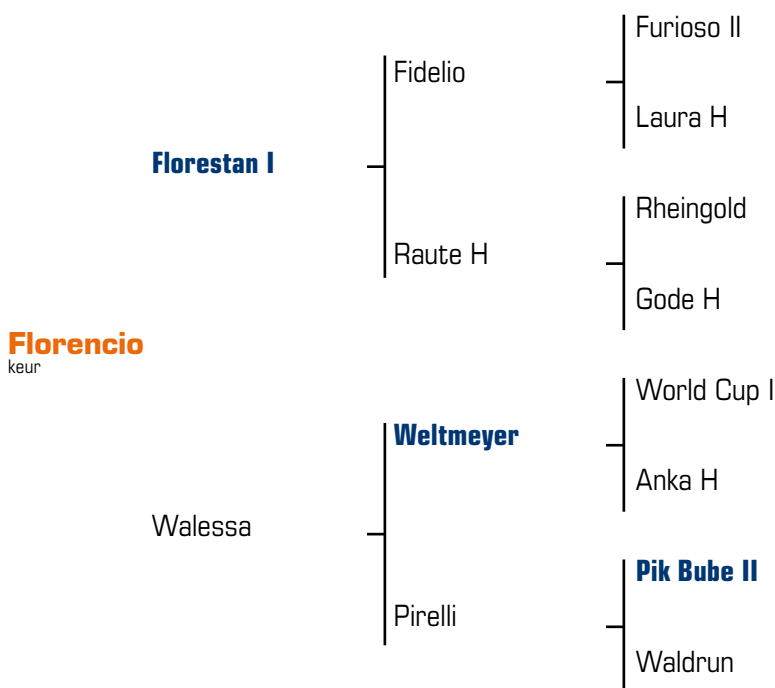 Furioso II
Fidelio
Laura H
Florestan I
Rheingold
Raute H
Gode H
Florencio
keur
World Cup I
Weltmeyer
Anka H
Walessa
Pik Bube II
Pirelli
Waldrun